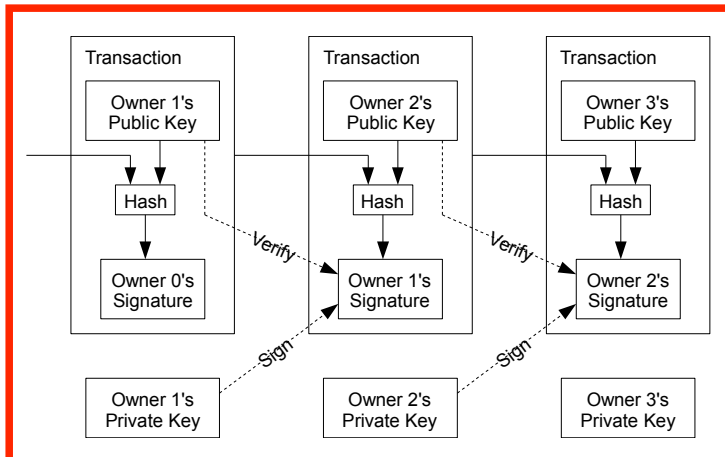 Transaction
Transaction
Transaction
Owner 1's
Public Key
Owner 2's
Public Key
Owner 3's
Public Key
Hash
Hash
Hash
Verify
Verify
Owner 0's
Signature
Owner 1's
Signature
Owner 2's
Signature
Sign
Sign
Owner 1's
Private Key
Owner 2's
Private Key
Owner 3's
Private Key